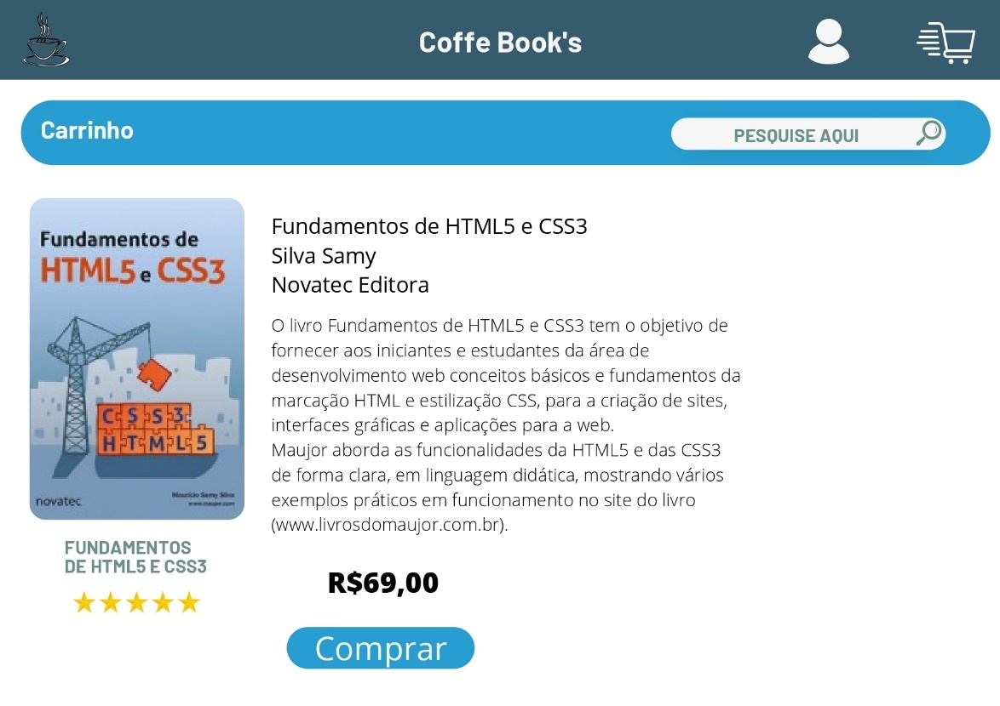 Coffe Book's
Carrinho
PESQUISE AQUI
Fundamentos de
HTML5 e CSS3
CSS3
HTML5
novatec
Maurício Samy Silva
www.maujor.com
FUNDAMENTOS
DE HTML5 E CSS3
Fundamentos de HTML5 e CSS3
Silva Samy
Novatec Editora
O livro Fundamentos de HTML5 e CSS3 tem o objetivo de
fornecer aos iniciantes e estudantes da área de
desenvolvimento web conceitos básicos e fundamentos da
marcação HTML e estilização CSS, para a criação de sites,
interfaces gráficas e aplicações para a web.
Maujor aborda as funcionalidades da HTML5 e das CSS3
de forma clara, em linguagem didática, mostrando vários
exemplos práticos em funcionamento no site do livro
(www.livrosdomaujor.com.br).
R$69,00
Comprar